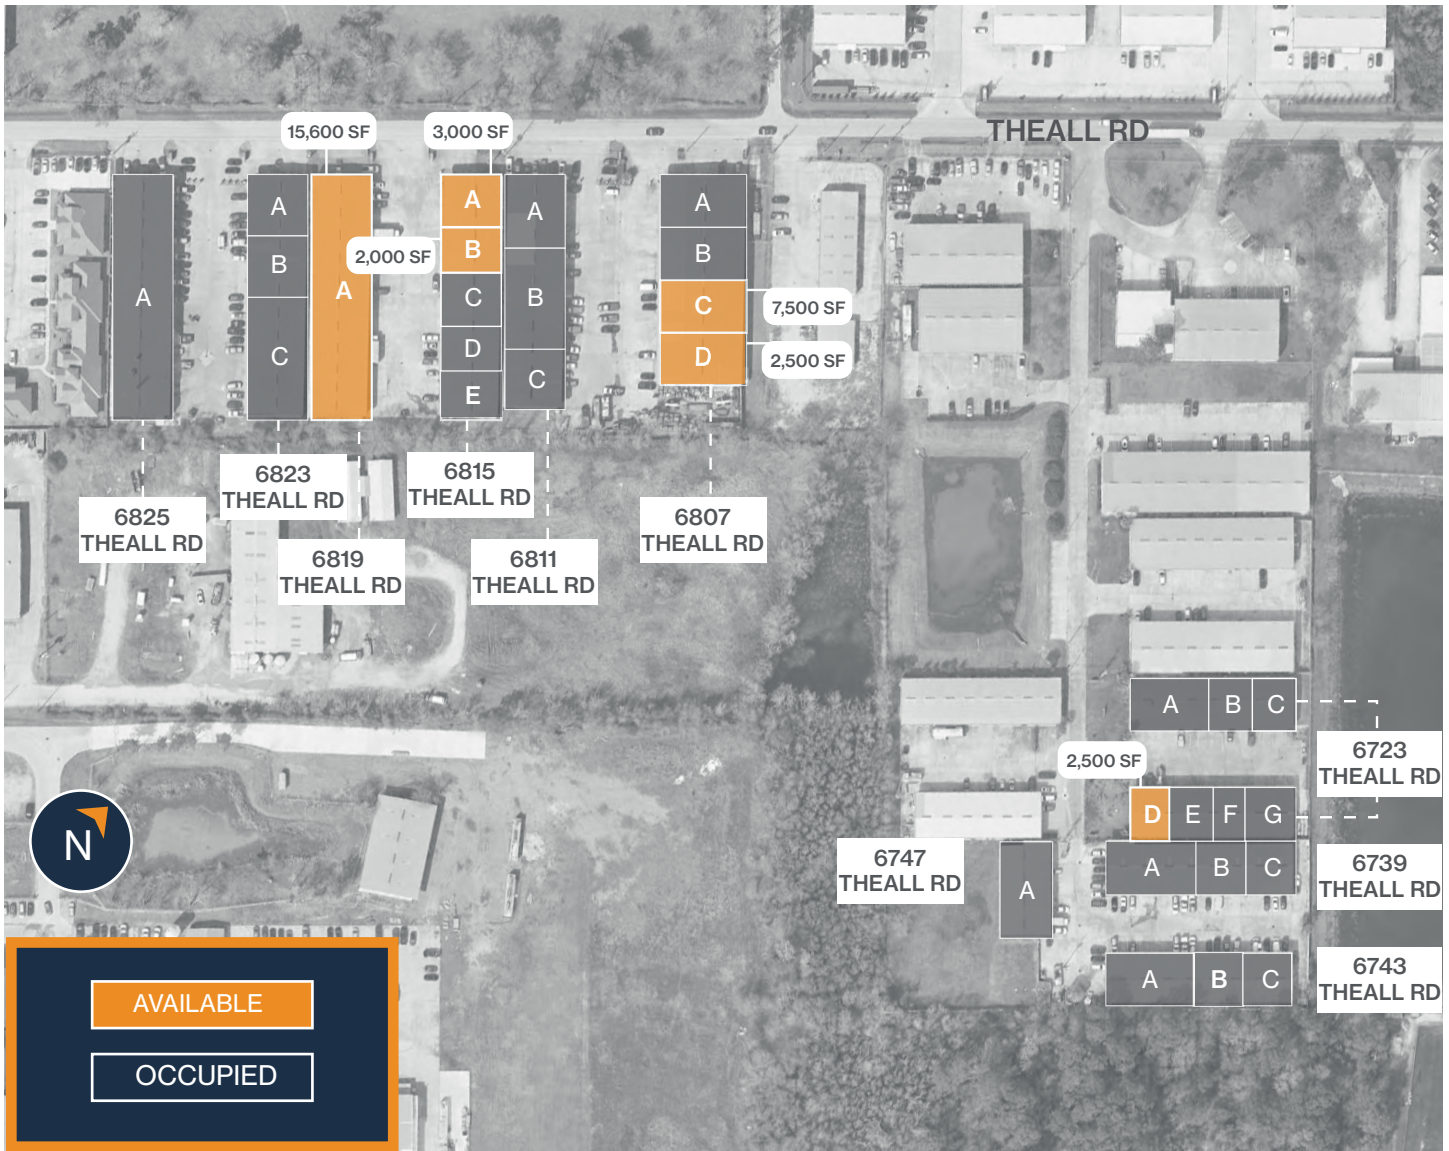 THEALL RD
15,600 SF
3,000 SF
A
A
B
C
A
A
B
C
D
E
2,000 SF
A
B
C
A
B
C
D
7,500 SF
2,500 SF
6825
THEALL RD
6823
THEALL RD
6819
THEALL RD
6815
THEALL RD
6811
THEALL RD
6807
THEALL RD
A B C
6723
THEALL RD
2,500 SF
D E F G
6747
THEALL RD
A
A B C
6739
THEALL RD
A B C
6743
THEALL RD
N
AVAILABLE
OCCUPIED